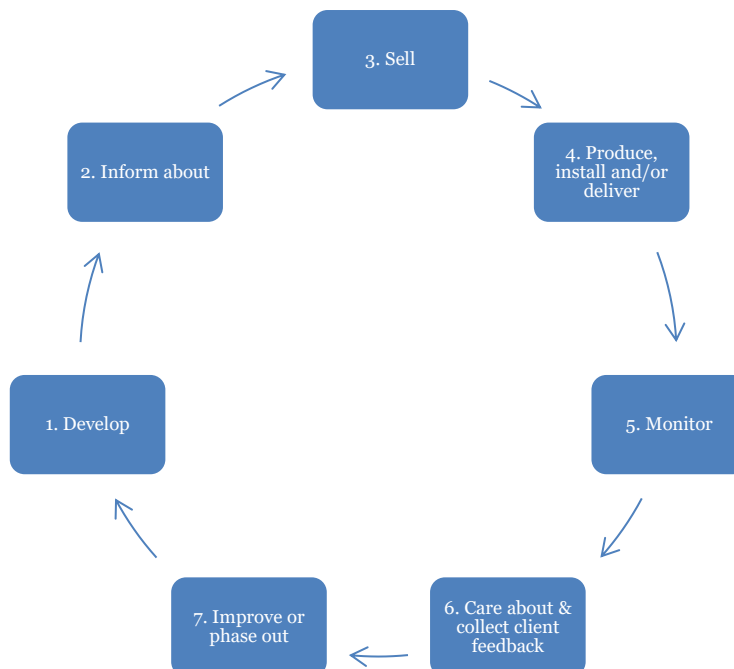 3. Sell
2. Inform about
4. Produce,
install and/or
deliver
1. Develop
5. Monitor
7. Improve or
phase out
6. Care about &
collect client
feedback